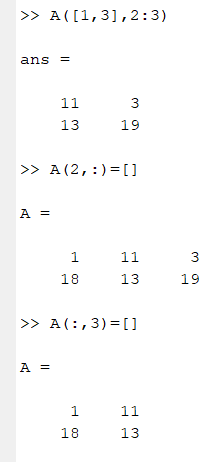 >> A([1,3],2:3)
ans =
11 3
13 19
>> A(2,:)=[]
A =
1 11 3
18 13 19
>> A(:,3)=[]
A =
1 11
18 13